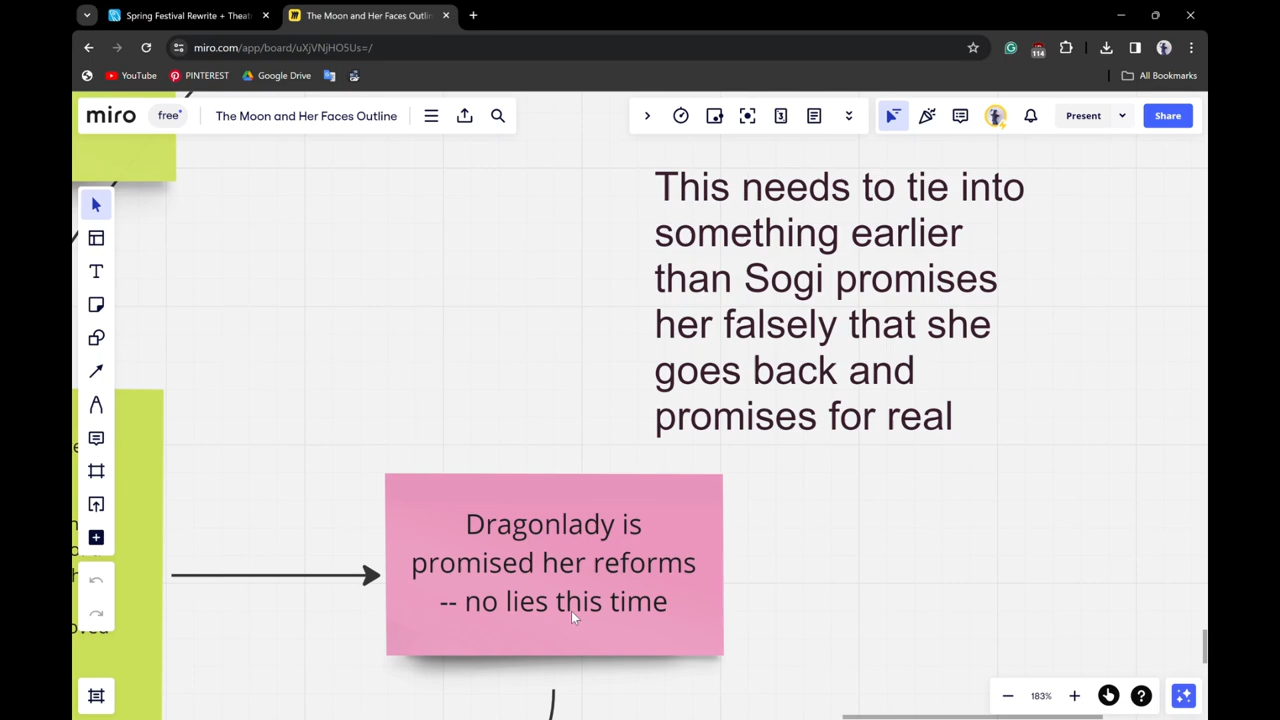 Spring Festival Rewrite + Theat
The Moon and Her Faces Outlin
miro.com/app/board/uXjVNjHO5Us=/
114
YouTube
PINTEREST
Google Drive
All Bookmarks
miro
free
The Moon and Her Faces Outline
3
Present
Share
This needs to tie into
something earlier
than Sogi promises
her falsely that she
goes back and
promises for real
Dragonlady is
promised her reforms
-- no lies this time
183%